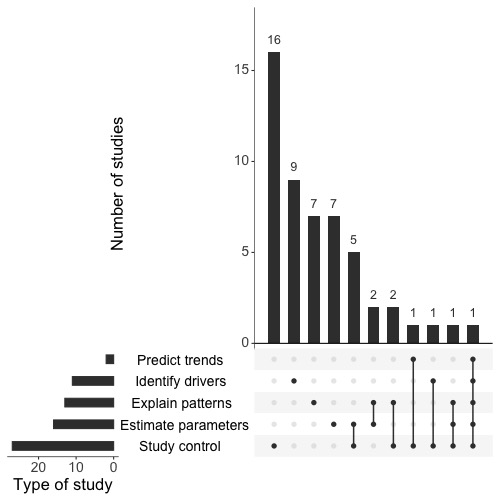 16
15
9
10
7 7
5
5
2 2
1 1 1 1
0
Number of studies
Predict trends
Identify drivers
Explain patterns
Estimate parameters
Study control
20 10 0
Type of study